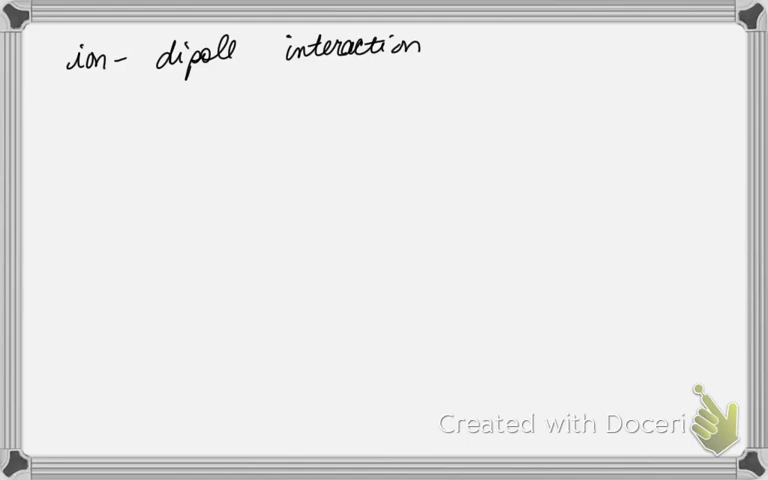 ion- dipole interaction
Created with Doceri